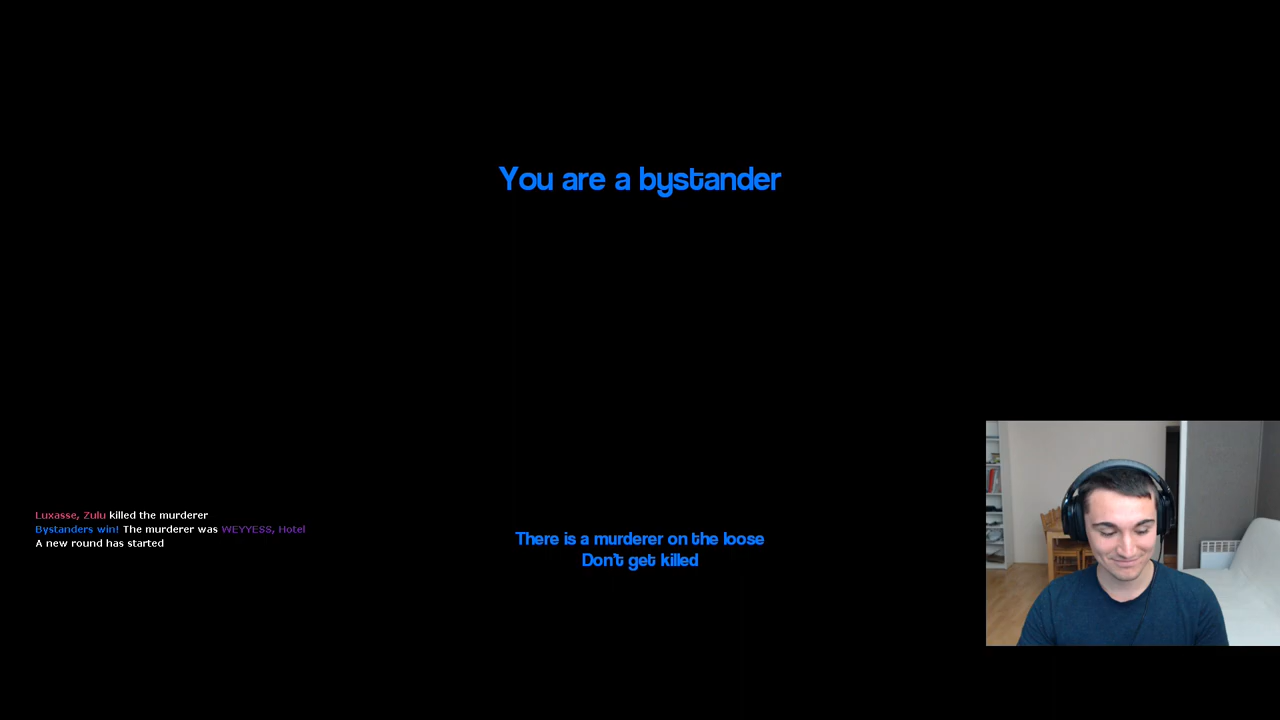 You are a bystander
Luxasse, Zulu killed the murderer
Bystanders win! The murderer was WEYYESS, Hotel
A new round has started
There is a murderer on the loose
Don't get killed